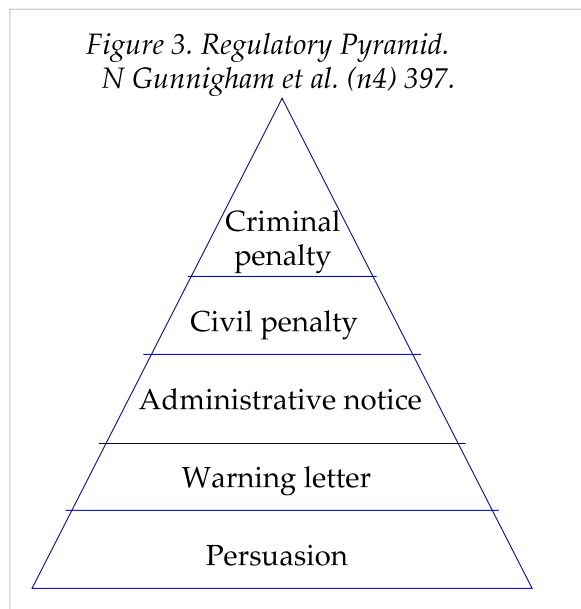 Figure 3. Regulatory Pyramid.
N Gunnigham et al. (n4) 397.
Criminal
penalty
Civil penalty
Administrative notice
Warning letter
Persuasion